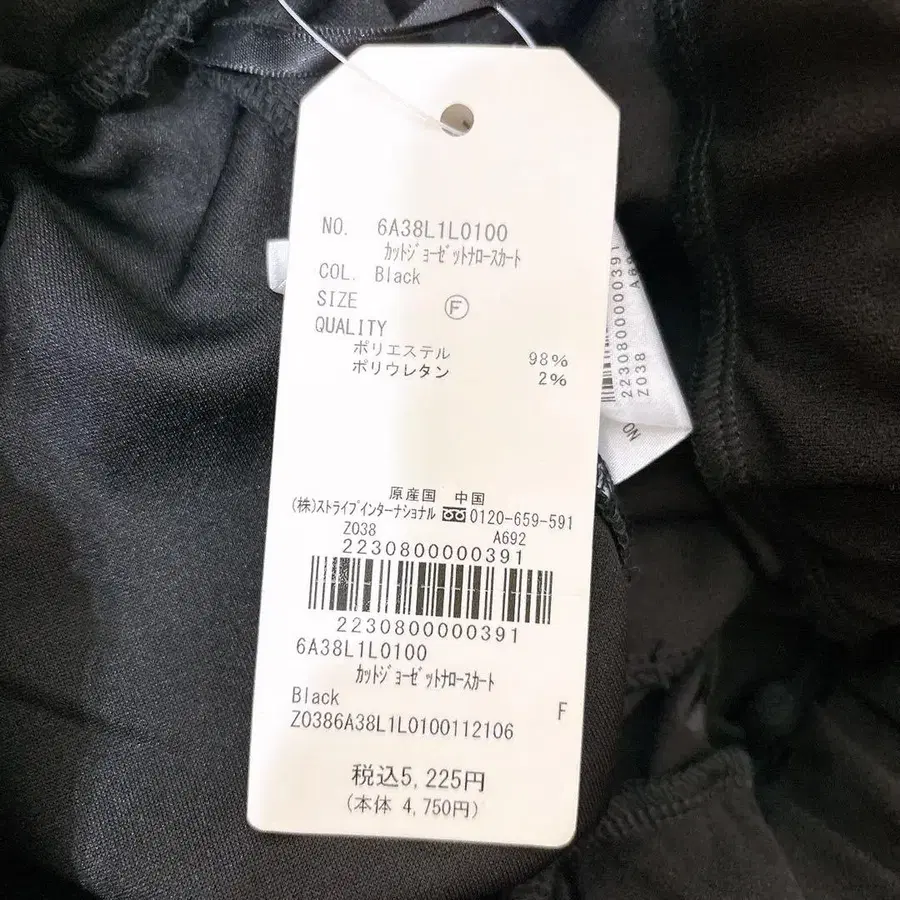 NO. 6A38L1L0100
ｶｯﾄｼﾞｮｰｾﾞｯﾄﾅﾛｰｽｶｰﾄ
COL. Black
SIZE Ⓕ
QUALITY
ポリエステル 98%
ポリウレタン 2%
原産国 中国
(株)ｽﾄﾗｲﾌﾟｲﾝﾀｰﾅｼｮﾅﾙ 0120-659-591
Z038 A692
2230800000391
2230800000391
6A38L1L0100
ｶｯﾄｼﾞｮｰｾﾞｯﾄﾅﾛｰｽｶｰﾄ
Black F
Z0386A38L1L0100112106
税込5,225円
(本体 4,750円)
2230800000391
Z038
NO